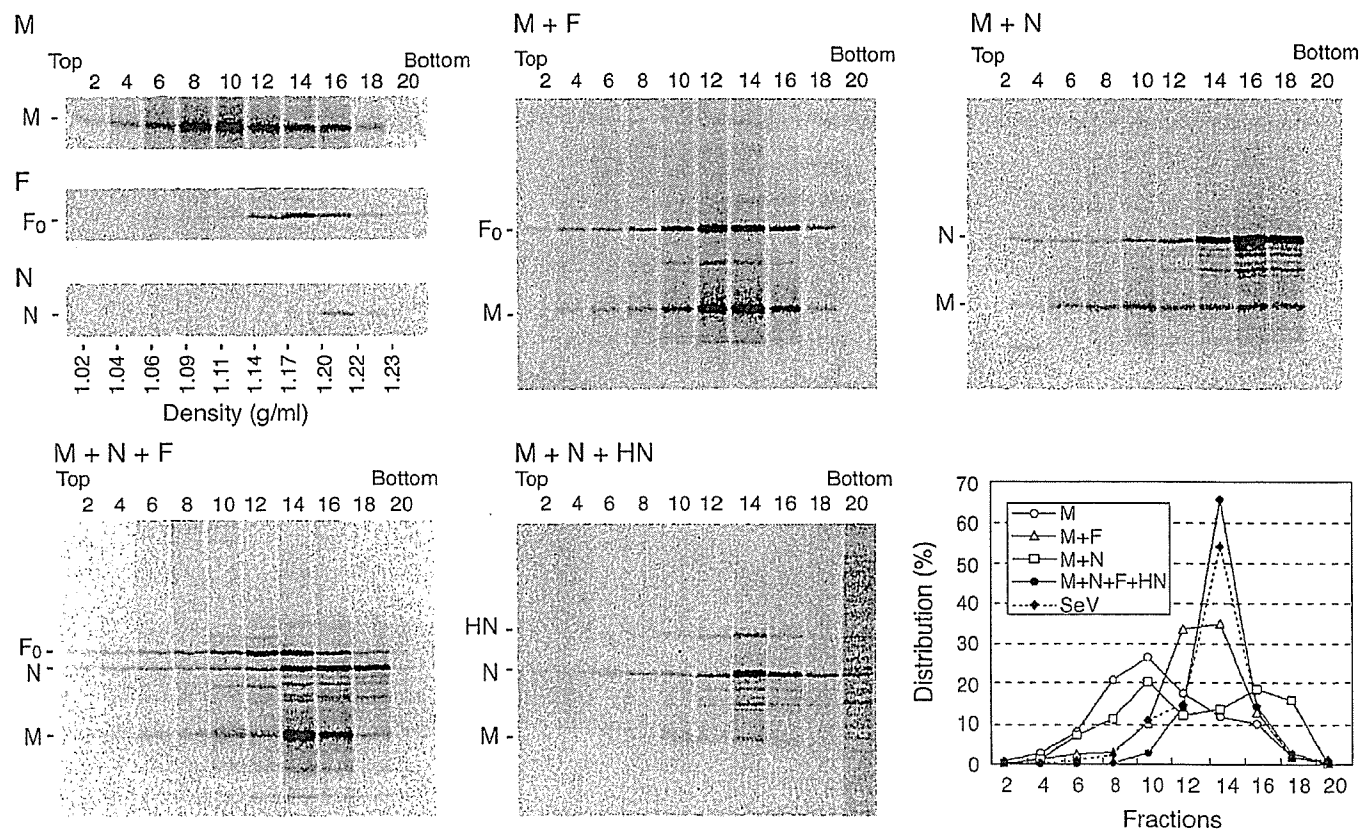 M
Top
Bottom
2 4 6 8 10 12 14 16 18 20
M -
F
F0 -
N
N -
1.02 - 1.04 - 1.06 - 1.09 - 1.11 - 1.14 - 1.17 - 1.20 - 1.22 - 1.23 -
Density (g/ml)
M + F
Top
Bottom
2 4 6 8 10 12 14 16 18 20
F0 -
M -
M + N
Top
Bottom
2 4 6 8 10 12 14 16 18 20
N -
M -
M + N + F
Top
Bottom
2 4 6 8 10 12 14 16 18 20
F0 -
N
M -
M + N + HN
Top
Bottom
2 4 6 8 10 12 14 16 18 20
HN -
N -
M -
70
60
50
40
30
20
10
0
Distribution (%)
M
M+F
M+N
M+N+F+HN
SeV
2 4 6 8 10 12 14 16 18 20
Fractions